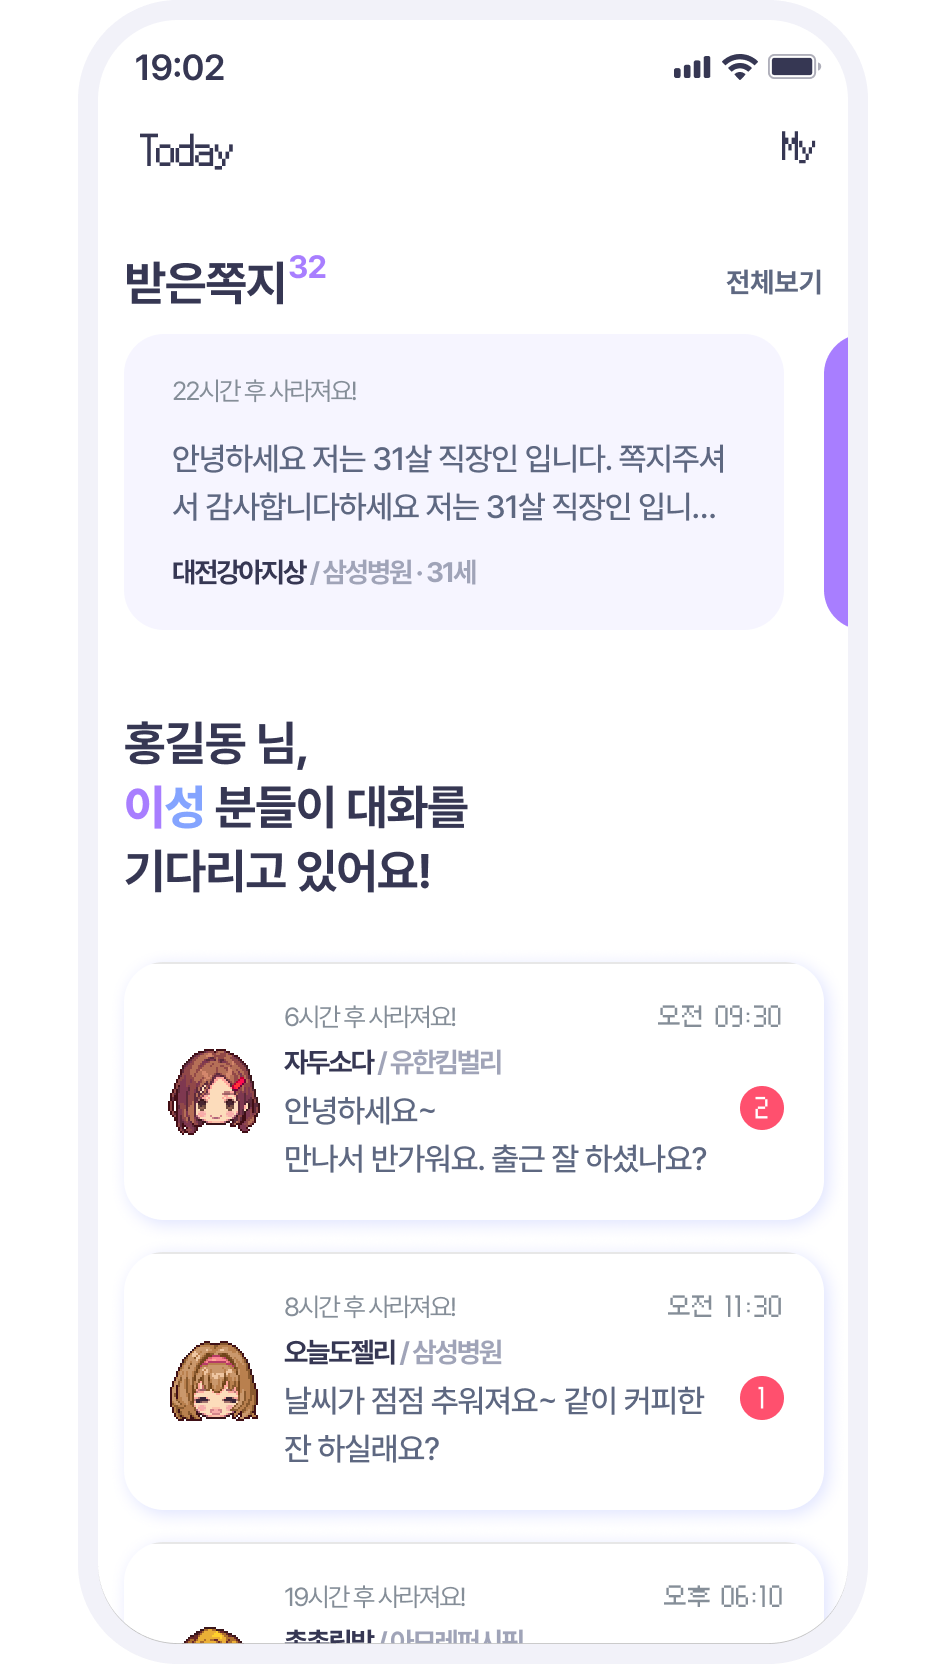 19:02
Today
My
받은쪽지32
전체보기
22시간 후 사라져요!
안녕하세요 저는 31살 직장인 입니다. 쪽지주셔
서 감사합니다하세요 저는 31살 직장인 입니...
대전강아지상 / 삼성병원 · 31세
홍길동 님,
이성 분들이 대화를
기다리고 있어요!
6시간 후 사라져요!
오전 09:30
자두소다 / 유한킴벌리
안녕하세요~
2
만나서 반가워요. 출근 잘 하셨나요?
8시간 후 사라져요!
오전 11:30
오늘도젤리 / 삼성병원
날씨가 점점 추워져요~ 같이 커피한
1
잔 하실래요?
19시간 후 사라져요!
오후 06:10